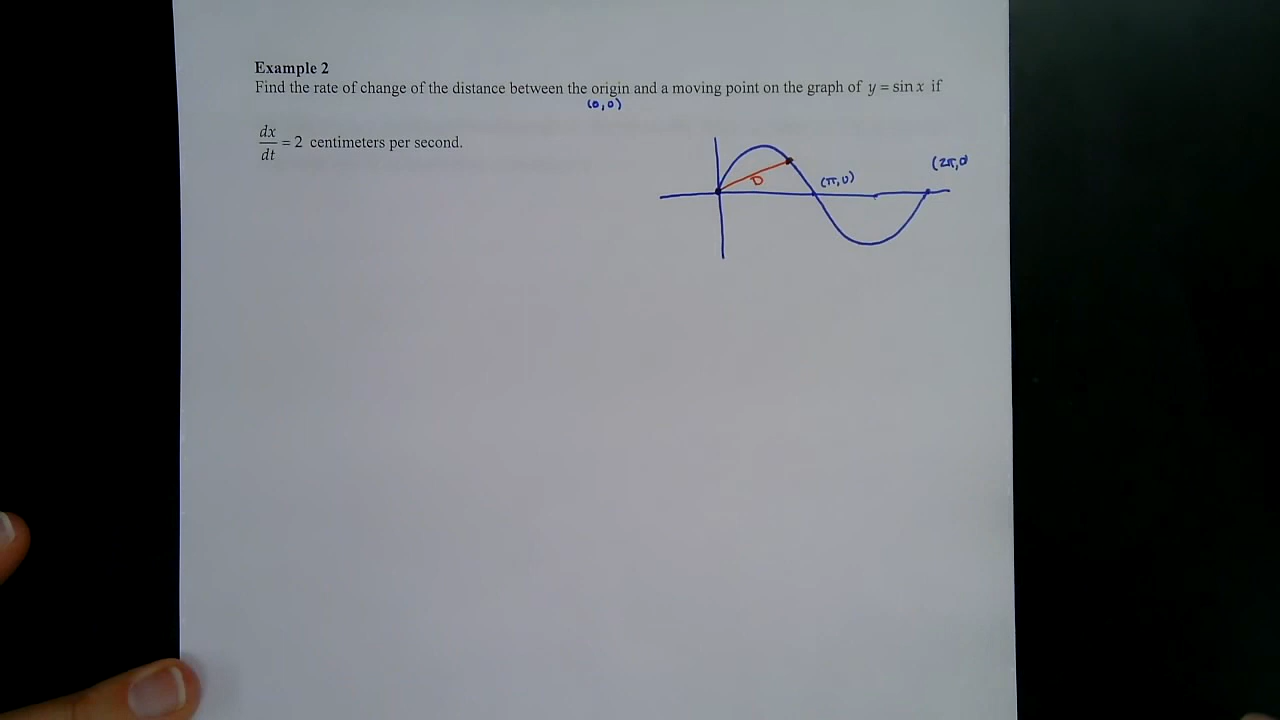 Example 2
Find the rate of change of the distance between the origin and a moving point on the graph of y = sin x if
(0,0)
dx/dt = 2 centimeters per second.
(2π,0
D
(π,0)